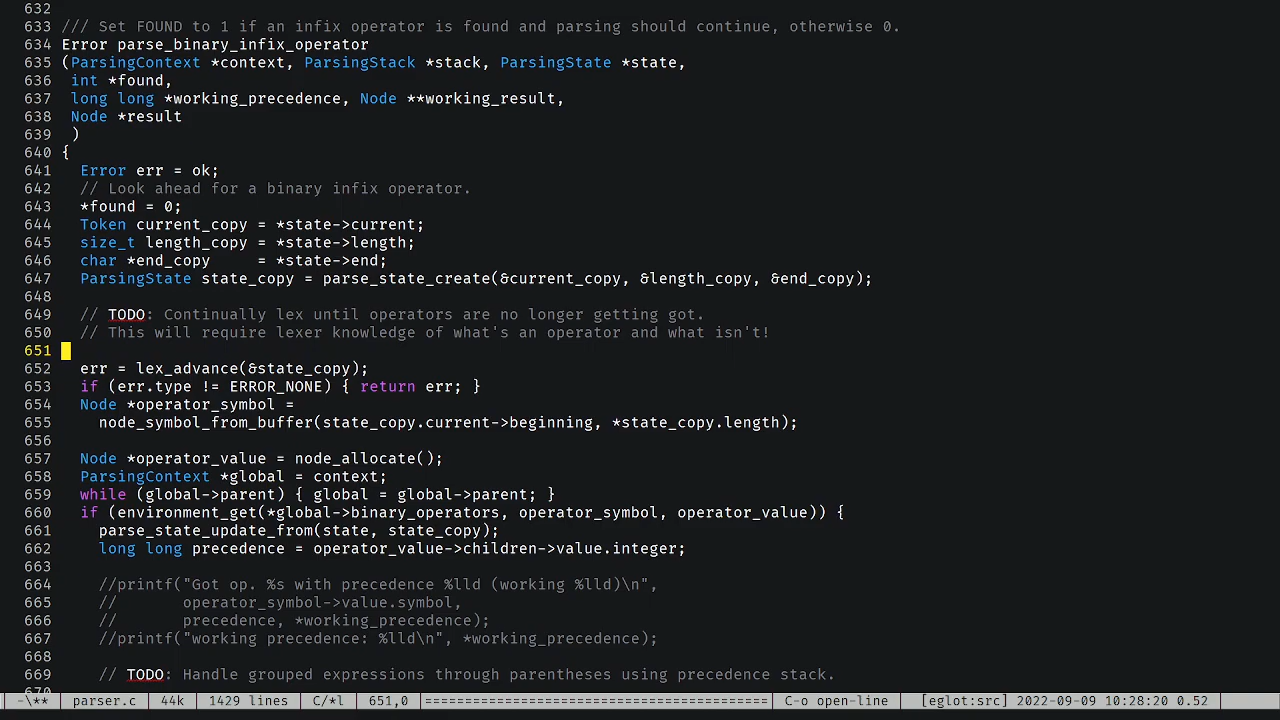 632
633 /// Set FOUND to 1 if an infix operator is found and parsing should continue, otherwise 0.
634 Error parse_binary_infix_operator
635 (ParsingContext *context, ParsingStack *stack, ParsingState *state,
636  int *found,
637  long long *working_precedence, Node **working_result,
638  Node *result
639  )
640 {
641   Error err = ok;
642   // Look ahead for a binary infix operator.
643   *found = 0;
644   Token current_copy = *state->current;
645   size_t length_copy = *state->length;
646   char *end_copy     = *state->end;
647   ParsingState state_copy = parse_state_create(&current_copy, &length_copy, &end_copy);
648
649   // TODO: Continually lex until operators are no longer getting got.
650   // This will require lexer knowledge of what's an operator and what isn't!
651
652   err = lex_advance(&state_copy);
653   if (err.type != ERROR_NONE) { return err; }
654   Node *operator_symbol =
655     node_symbol_from_buffer(state_copy.current->beginning, *state_copy.length);
656
657   Node *operator_value = node_allocate();
658   ParsingContext *global = context;
659   while (global->parent) { global = global->parent; }
660   if (environment_get(*global->binary_operators, operator_symbol, operator_value)) {
661     parse_state_update_from(state, state_copy);
662     long long precedence = operator_value->children->value.integer;
663
664     //printf("Got op. %s with precedence %lld (working %lld)\n",
665     //       operator_symbol->value.symbol,
666     //       precedence, *working_precedence);
667     //printf("working precedence: %lld\n", *working_precedence);
668
669     // TODO: Handle grouped expressions through parentheses using precedence stack.
670
-\** parser.c 44k 1429 lines C/*l 651,0 ===================================== C-o open-line [eglot:src] 2022-09-09 10:28:20 0.52